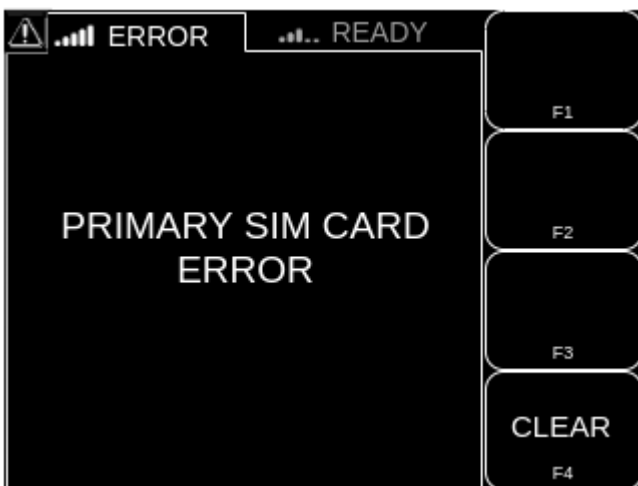 ERROR
READY
F1
PRIMARY SIM CARD
ERROR
F2
F3
CLEAR
F4